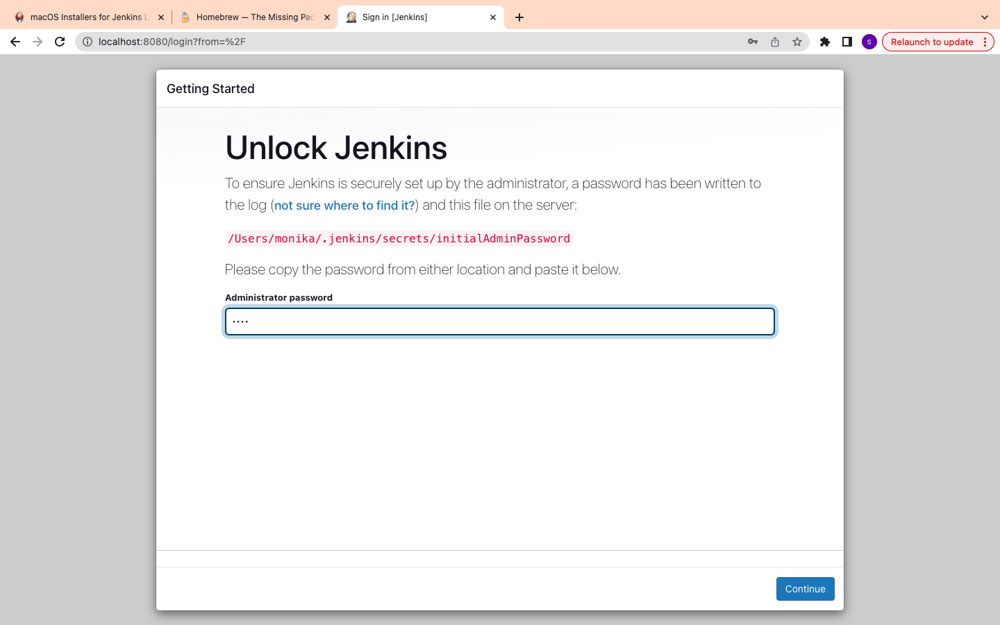 macOS Installers for Jenkins L
Homebrew — The Missing Pac
Sign in [Jenkins]
localhost:8080/login?from=%2F
S
Relaunch to update
Getting Started
Unlock Jenkins
To ensure Jenkins is securely set up by the administrator, a password has been written to
the log (not sure where to find it?) and this file on the server:
/Users/monika/.jenkins/secrets/initialAdminPassword
Please copy the password from either location and paste it below.
Administrator password
····
Continue